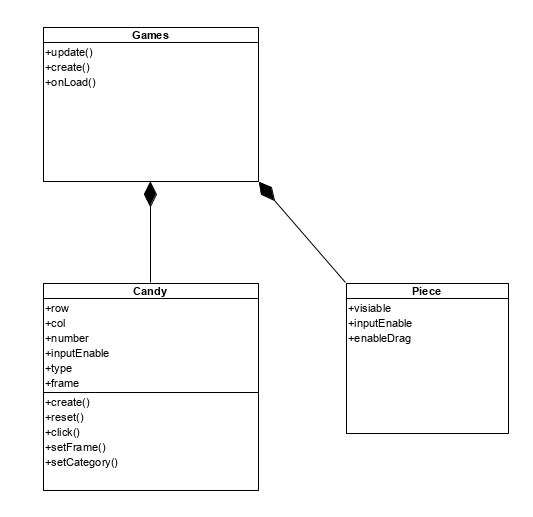 Games
+update()
+create()
+onLoad()
Candy
+row
+col
+number
+inputEnable
+type
+frame
+create()
+reset()
+click()
+setFrame()
+setCategory()
Piece
+visiable
+inputEnable
+enableDrag